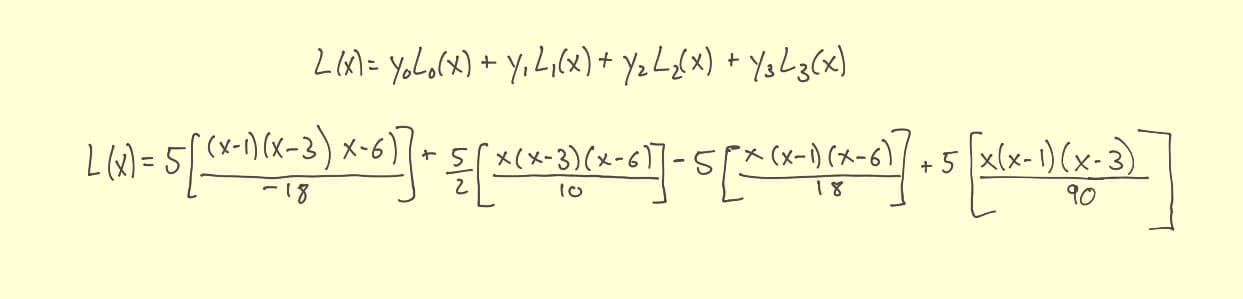 L(x) = y₀L₀(x) + y₁L₁(x) + y₂L₂(x) + y₃L₃(x)
L(x) = 5[(x-1)(x-3) x-6)/-18] + 5/2[x(x-3)(x-6)/10] - 5[x(x-1)(x-6)/18] + 5[x(x-1)(x-3)/90]